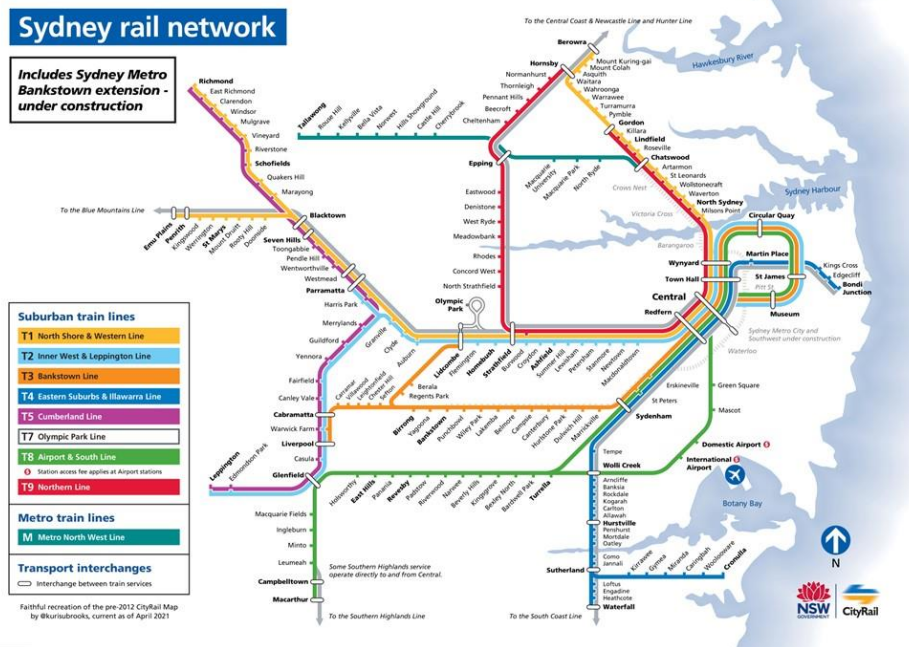 Sydney rail network
Includes Sydney Metro
Bankstown extension -
under construction
To the Central Coast & Newcastle Line and Hunter Line
Berowra
Mount Kuring-gai
Mount Colah
Asquith
Hornsby
Waitara
Wahroonga
Warrawee
Turramurra
Pymble
Gordon
Killara
Lindfield
Roseville
Chatswood
Artarmon
St Leonards
Wollstonecraft
Waverton
North Sydney
Milsons Point
Hawkesbury River
Sydney Harbour
Normanhurst
Thornleigh
Pennant Hills
Beecroft
Cheltenham
Epping
Eastwood
Denistone
West Ryde
Meadowbank
Rhodes
Concord West
North Strathfield
Tallawong
Rouse Hill
Kellyville
Bella Vista
Norwest
Hills Showground
Castle Hill
Cherrybrook
Macquarie
University
Macquarie Park
North Ryde
Crows Nest
Victoria Cross
Barangaroo
Richmond
East Richmond
Clarendon
Windsor
Mulgrave
Vineyard
Riverstone
Schofields
Quakers Hill
Marayong
To the Blue Mountains Line
Emu Plains
Penrith
Kingswood
Werrington
St Marys
Mount Druitt
Rooty Hill
Doonside
Blacktown
Seven Hills
Toongabbie
Pendle Hill
Wentworthville
Westmead
Parramatta
Harris Park
Merrylands
Guildford
Yennora
Fairfield
Canley Vale
Cabramatta
Warwick Farm
Liverpool
Casula
Glenfield
Leppington
Edmondson Park
Granville
Clyde
Auburn
Olympic
Park
Lidcombe
Flemington
Homebush
Strathfield
Burwood
Croydon
Ashfield
Summer Hill
Lewisham
Petersham
Stanmore
Newtown
Macdonaldtown
Carramar
Villawood
Leightonfield
Chester Hill
Sefton
Berala
Regents Park
Birrong
Yagoona
Bankstown
Punchbowl
Wiley Park
Lakemba
Belmore
Campsie
Canterbury
Hurlstone Park
Dulwich Hill
Marrickville
Sydenham
St Peters
Erskineville
Circular Quay
Wynyard
Town Hall
Central
Redfern
Martin Place
St James
Pitt St
Museum
Kings Cross
Edgecliff
Bondi
Junction
Sydney Metro City and
Southwest under construction
Waterloo
Green Square
Mascot
Domestic Airport $
International $
Airport
Botany Bay
Tempe
Wolli Creek
Arncliffe
Banksia
Rockdale
Kogarah
Carlton
Allawah
Hurstville
Penshurst
Mortdale
Oatley
Como
Jannali
Sutherland
Kirrawee
Gymea
Miranda
Caringbah
Woolooware
Cronulla
Loftus
Engadine
Heathcote
Waterfall
To the South Coast Line
Holsworthy
East Hills
Panania
Revesby
Padstow
Riverwood
Narwee
Beverly Hills
Kingsgrove
Bexley North
Bardwell Park
Turrella
Macquarie Fields
Ingleburn
Minto
Leumeah
Campbelltown
Macarthur
Some Southern Highlands service
operate directly to and from Central.
To the Southern Highlands Line
Suburban train lines
T1 North Shore & Western Line
T2 Inner West & Leppington Line
T3 Bankstown Line
T4 Eastern Suburbs & Illawarra Line
T5 Cumberland Line
T7 Olympic Park Line
T8 Airport & South Line
$ Station access fee applies at Airport stations
T9 Northern Line
Metro train lines
M Metro North West Line
Transport interchanges
Interchange between train services
Faithful recreation of the pre-2012 CityRail Map
by @kurisubrooks, current as of April 2021
N
NSW
GOVERNMENT
CityRail